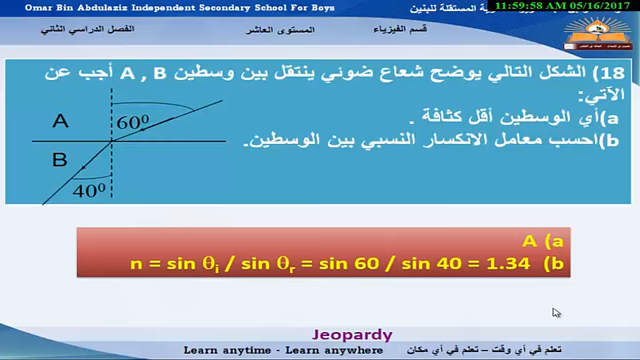 Omar Bin Abdulaziz Independent Secondary School For Boys
11:59:58 AM 05/16/2017
المستقلة للبنين
قسم الفيزياء
المستوى العاشر
الفصل الدراسي الثاني
18) الشكل التالي يوضح شعاع ضوئي ينتقل بين وسطين A , B أجب عن
الآتي:
a)أي الوسطين أقل كثافة .
b)احسب معامل الانكسار النسبي بين الوسطين.
A
60⁰
B
40⁰
a) A
b) n = sin θi / sin θr = sin 60 / sin 40 = 1.34
Jeopardy
تعلم في أي وقت – تعلم في أي مكان
Learn anytime - Learn anywhere